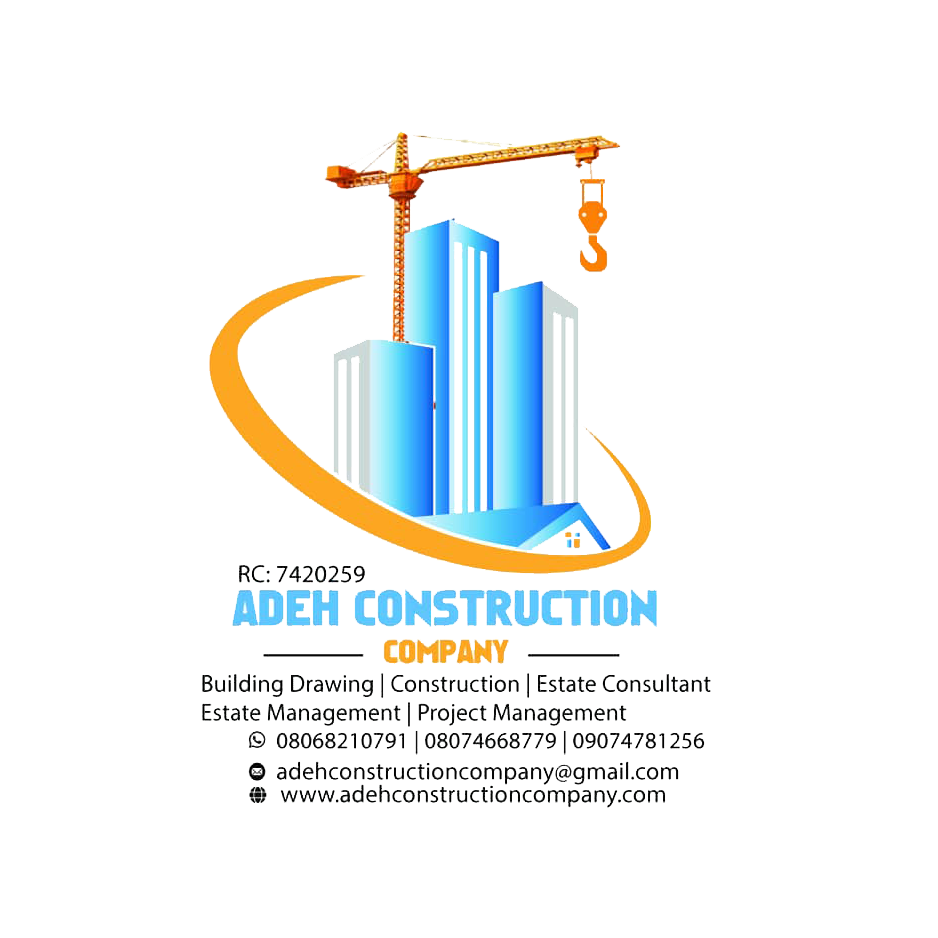 RC: 7420259
ADEH CONSTRUCTION
COMPANY
Building Drawing | Construction | Estate Consultant
Estate Management | Project Management
08068210791 | 08074668779 | 09074781256
adehconstructioncompany@gmail.com
www.adehconstructioncompany.com